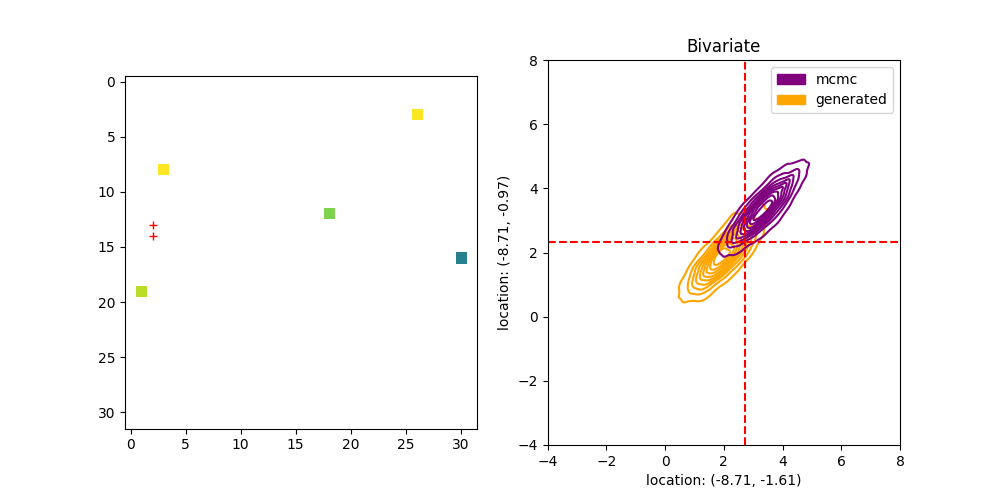 Bivariate
mcmc
generated
0
5
10
15
20
25
30
0 5 10 15 20 25 30
location: (-8.71, -0.97)
8
6
4
2
0
−2
−4
−4 −2 0 2 4 6 8
location: (-8.71, -1.61)